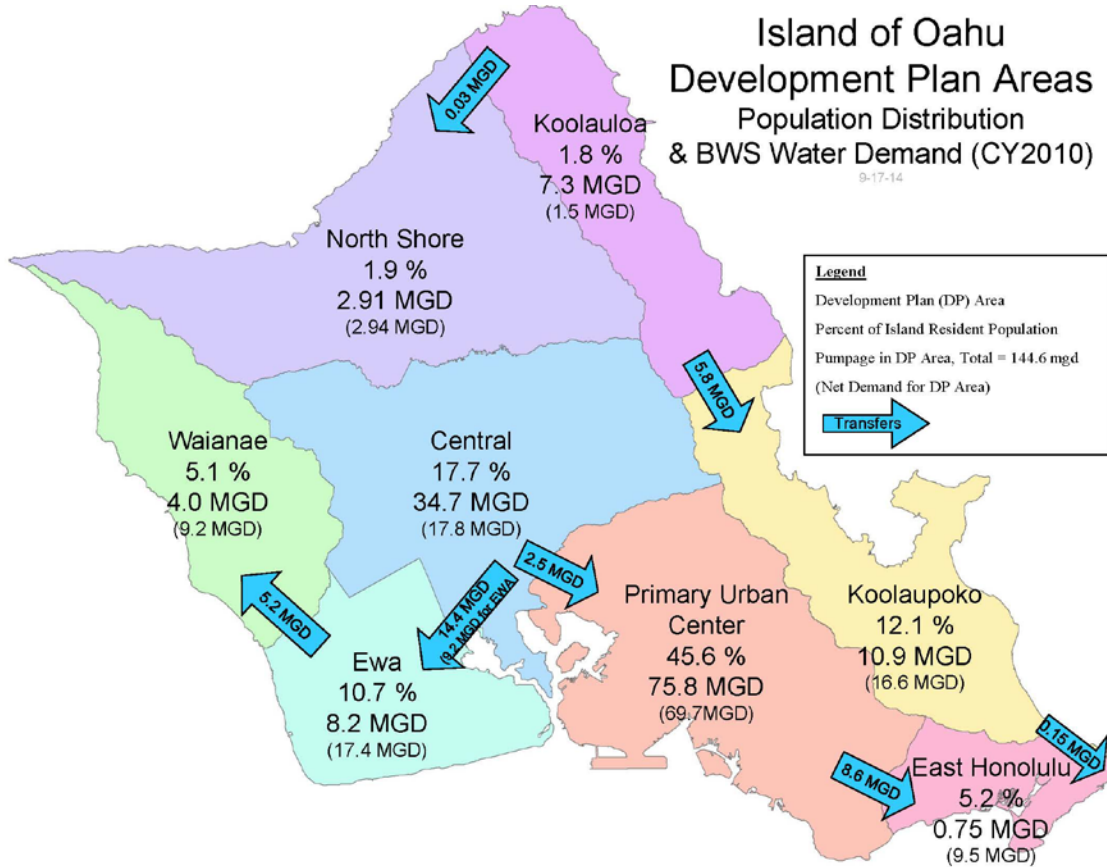 Island of Oahu
Development Plan Areas
Population Distribution
& BWS Water Demand (CY2010)
9-17-14
0.03 MGD
Koolauloa
1.8 %
7.3 MGD
(1.5 MGD)
North Shore
1.9 %
2.91 MGD
(2.94 MGD)
Legend
Development Plan (DP) Area
Percent of Island Resident Population
Pumpage in DP Area, Total = 144.6 mgd
(Net Demand for DP Area)
Transfers
5.8 MGD
Waianae
5.1 %
4.0 MGD
(9.2 MGD)
Central
17.7 %
34.7 MGD
(17.8 MGD)
2.5 MGD
14.4 MGD
(9.2 MGD for EWA
5.2 MGD
Ewa
10.7 %
8.2 MGD
(17.4 MGD)
Primary Urban
Center
45.6 %
75.8 MGD
(69.7MGD)
Koolaupoko
12.1 %
10.9 MGD
(16.6 MGD)
0.15 MGD
8.6 MGD
East Honolulu
5.2 %
0.75 MGD
(9.5 MGD)